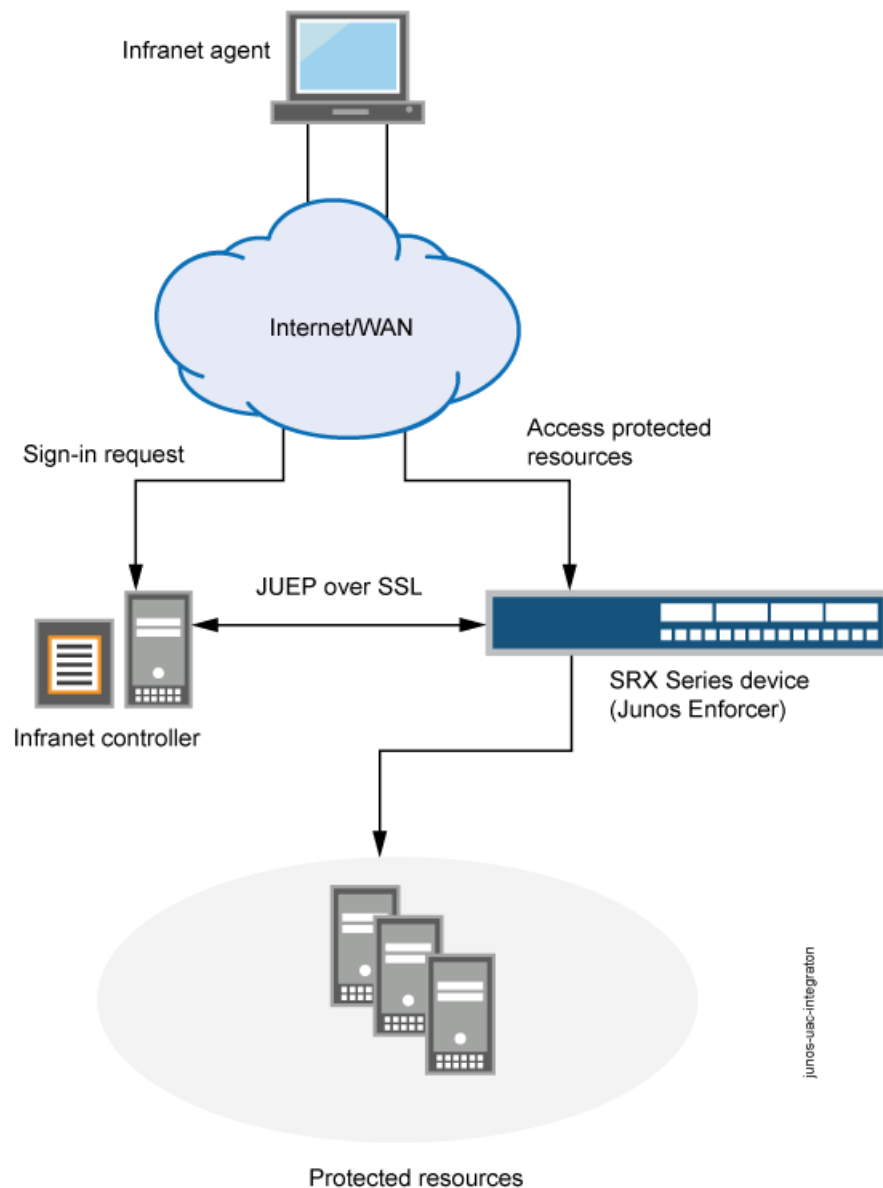 Infranet agent
Internet/WAN
Sign-in request
Access protected
resources
JUEP over SSL
SRX Series device
(Junos Enforcer)
Infranet controller
junos-uac-integraton
Protected resources